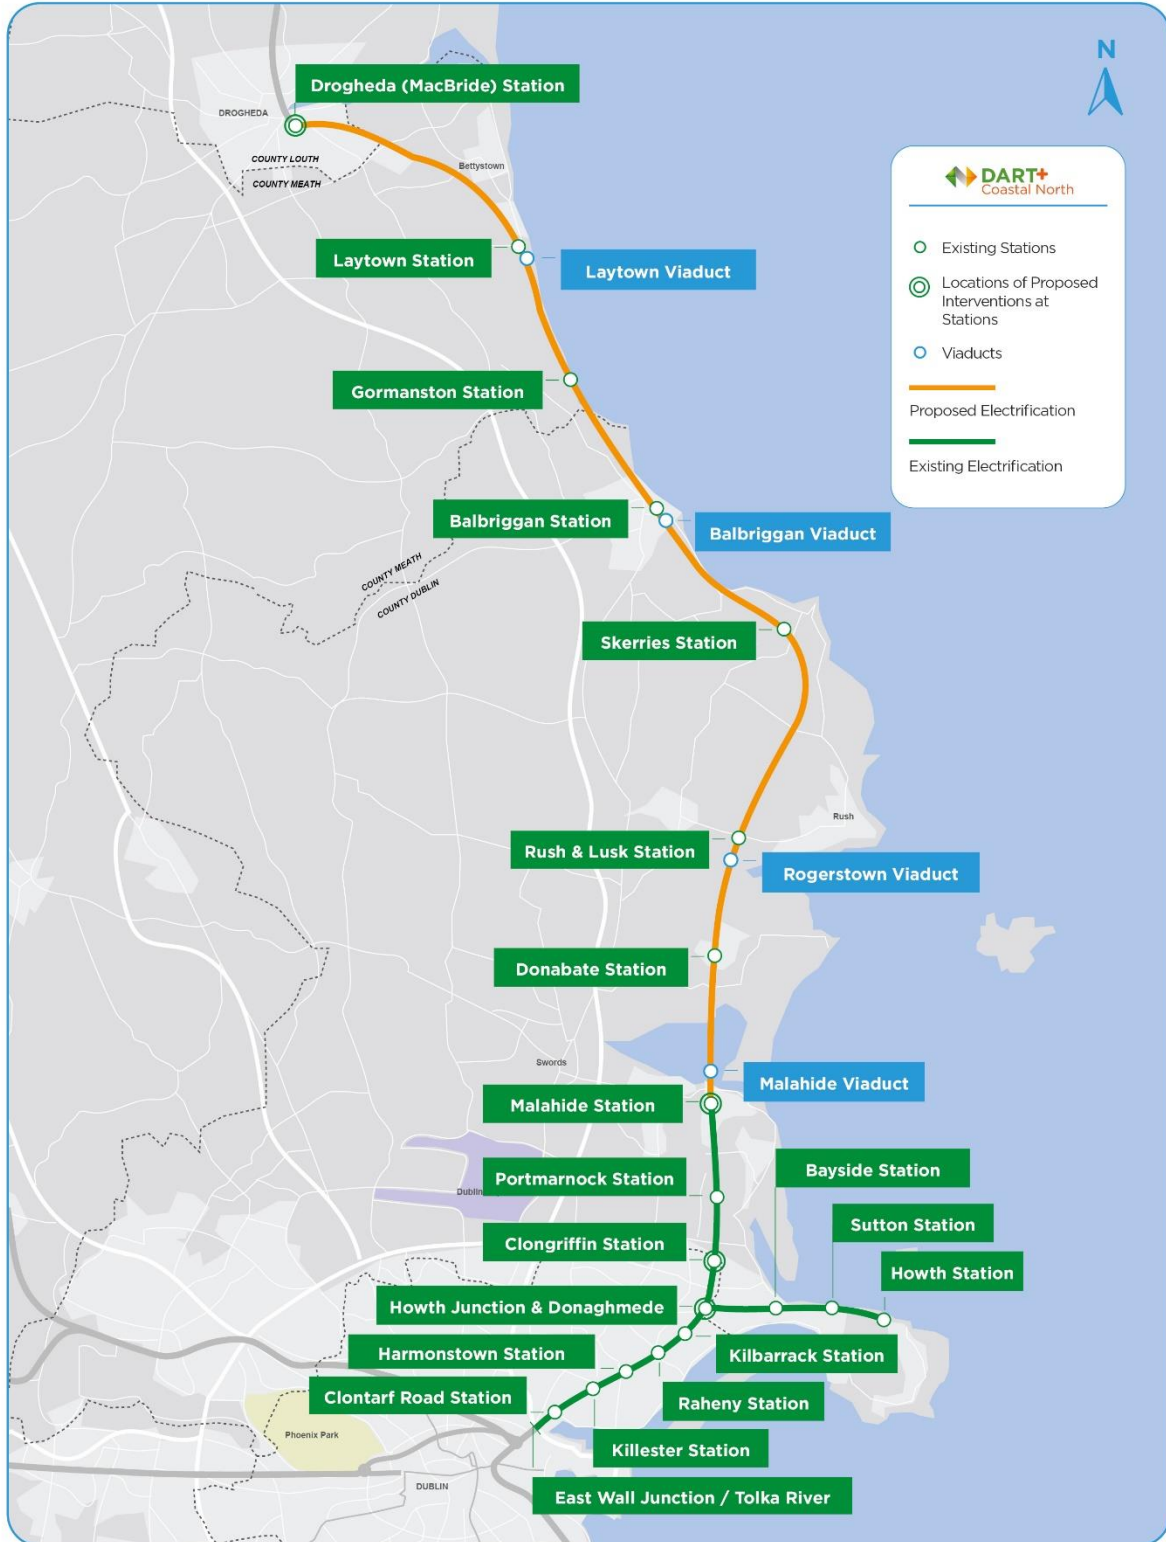 N
Drogheda (MacBride) Station
DROGHEDA
COUNTY LOUTH
COUNTY MEATH
Bettystown
DART+
Coastal North
Existing Stations
Locations of Proposed
Interventions at
Stations
Viaducts
Proposed Electrification
Existing Electrification
Laytown Station
Laytown Viaduct
Gormanston Station
Balbriggan Station
Balbriggan Viaduct
COUNTY MEATH
COUNTY DUBLIN
Skerries Station
Rush
Rush & Lusk Station
Rogerstown Viaduct
Donabate Station
Swords
Malahide Viaduct
Malahide Station
Bayside Station
Portmarnock Station
Dublin
Sutton Station
Clongriffin Station
Howth Station
Howth Junction & Donaghmede
Harmonstown Station
Kilbarrack Station
Clontarf Road Station
Raheny Station
Phoenix Park
Killester Station
DUBLIN
East Wall Junction / Tolka River